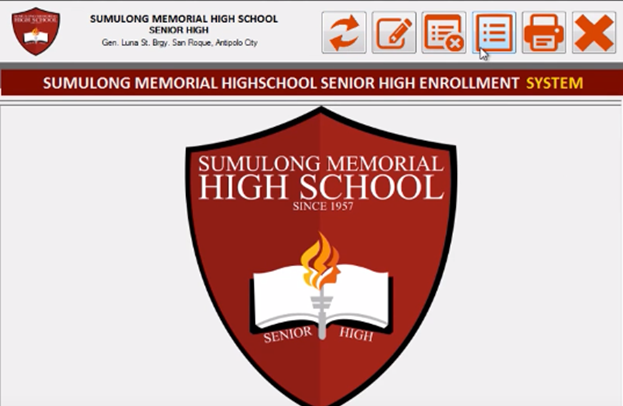 SUMULONG MEMORIAL HIGH SCHOOL
SENIOR HIGH
Gen. Luna St. Brgy. San Roque, Antipolo City
SUMULONG MEMORIAL HIGHSCHOOL SENIOR HIGH ENROLLMENT SYSTEM
SUMULONG MEMORIAL
HIGH SCHOOL
SINCE 1957
SENIOR HIGH